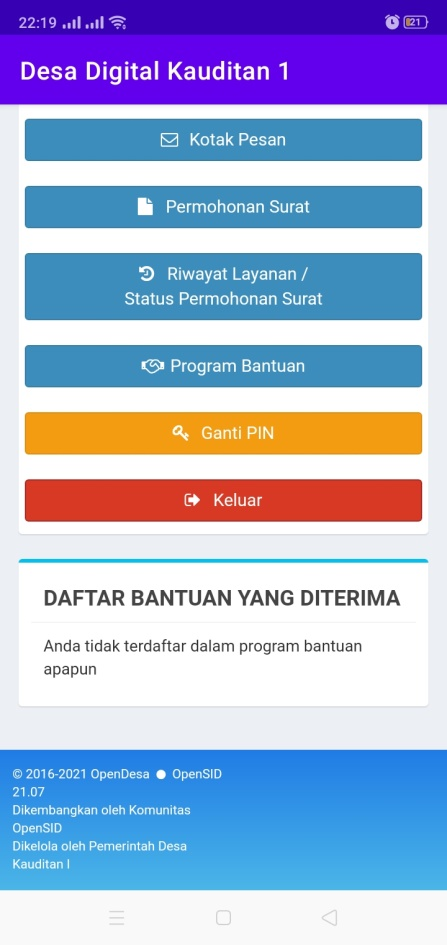 22:19
21
Desa Digital Kauditan 1
Kotak Pesan
Permohonan Surat
Riwayat Layanan /
Status Permohonan Surat
Program Bantuan
Ganti PIN
Keluar
DAFTAR BANTUAN YANG DITERIMA
Anda tidak terdaftar dalam program bantuan
apapun
© 2016-2021 OpenDesa ● OpenSID
21.07
Dikembangkan oleh Komunitas
OpenSID
Dikelola oleh Pemerintah Desa
Kauditan I